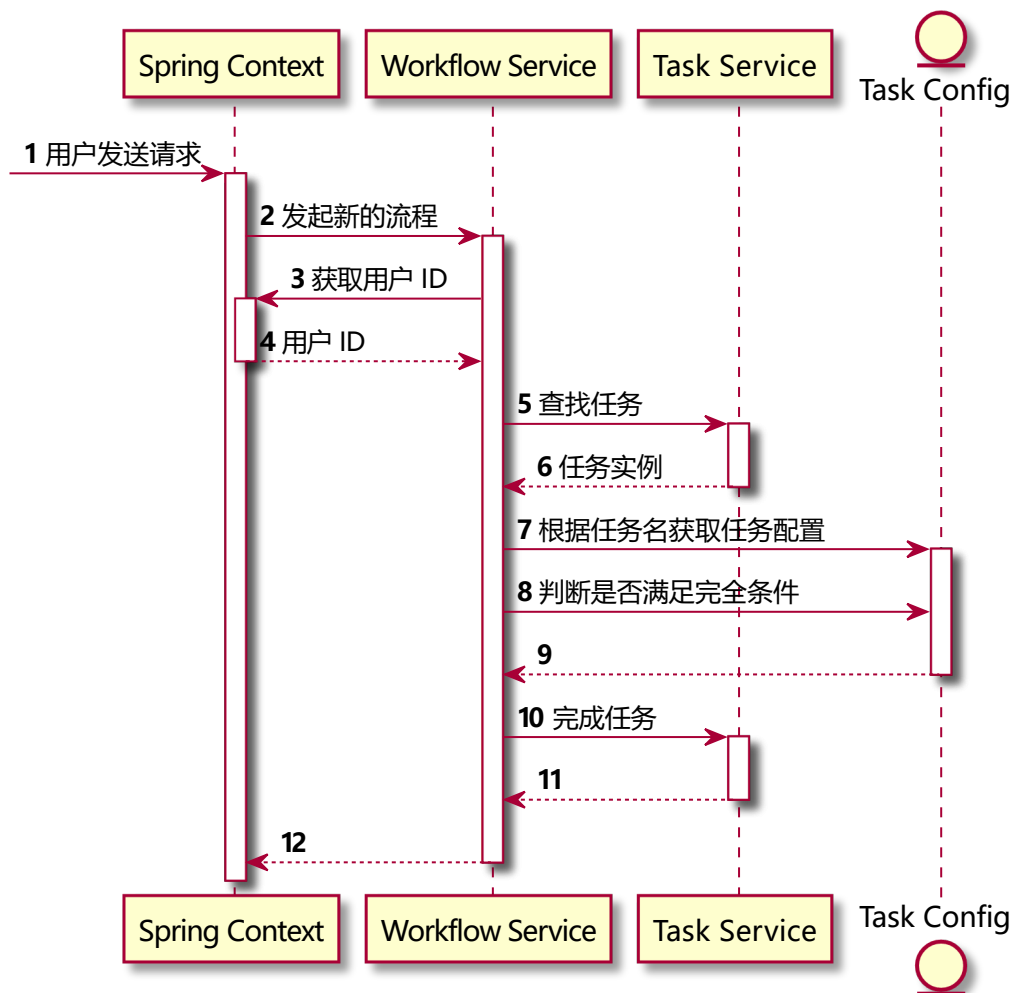 Spring Context
Workflow Service
Task Service
Task Config
1 用户发送请求
2 发起新的流程
3 获取用户 ID
4 用户 ID
5 查找任务
6 任务实例
7 根据任务名获取任务配置
8 判断是否满足完全条件
9
10 完成任务
11
12
Spring Context
Workflow Service
Task Service
Task Config